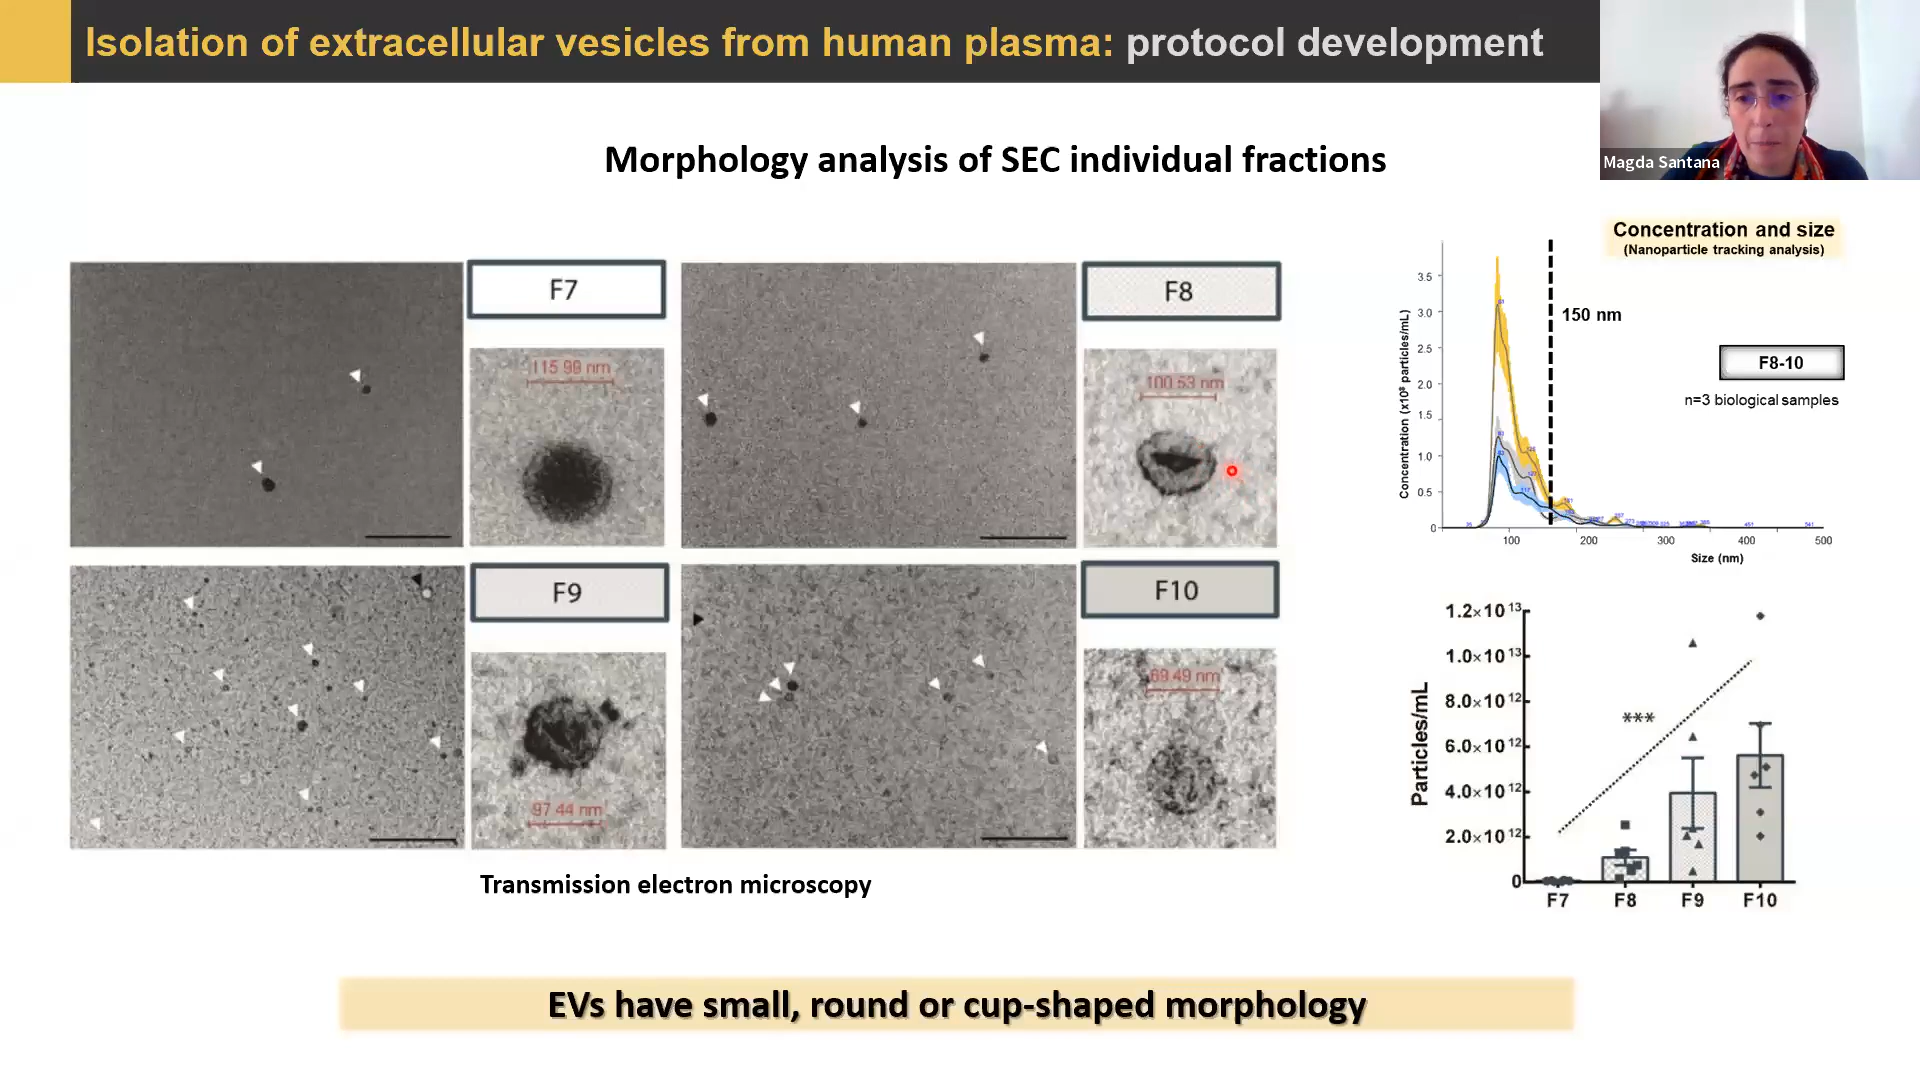 Isolation of extracellular vesicles from human plasma: protocol development
Magda Santana
Morphology analysis of SEC individual fractions
F7
115.98 nm
F8
100.53 nm
F9
97.44 nm
F10
69.49 nm
Transmission electron microscopy
Concentration and size
(Nanoparticle tracking analysis)
150 nm
F8-10
n=3 biological samples
Concentration (x10⁸ particles/mL)
3.5
3.0
2.5
2.0
1.5
1.0
0.5
0
100
200
300
400
500
Size (nm)
Particles/mL
1.2×10¹³
1.0×10¹³
8.0×10¹²
6.0×10¹²
4.0×10¹²
2.0×10¹²
0
***
F7 F8 F9 F10
EVs have small, round or cup-shaped morphology